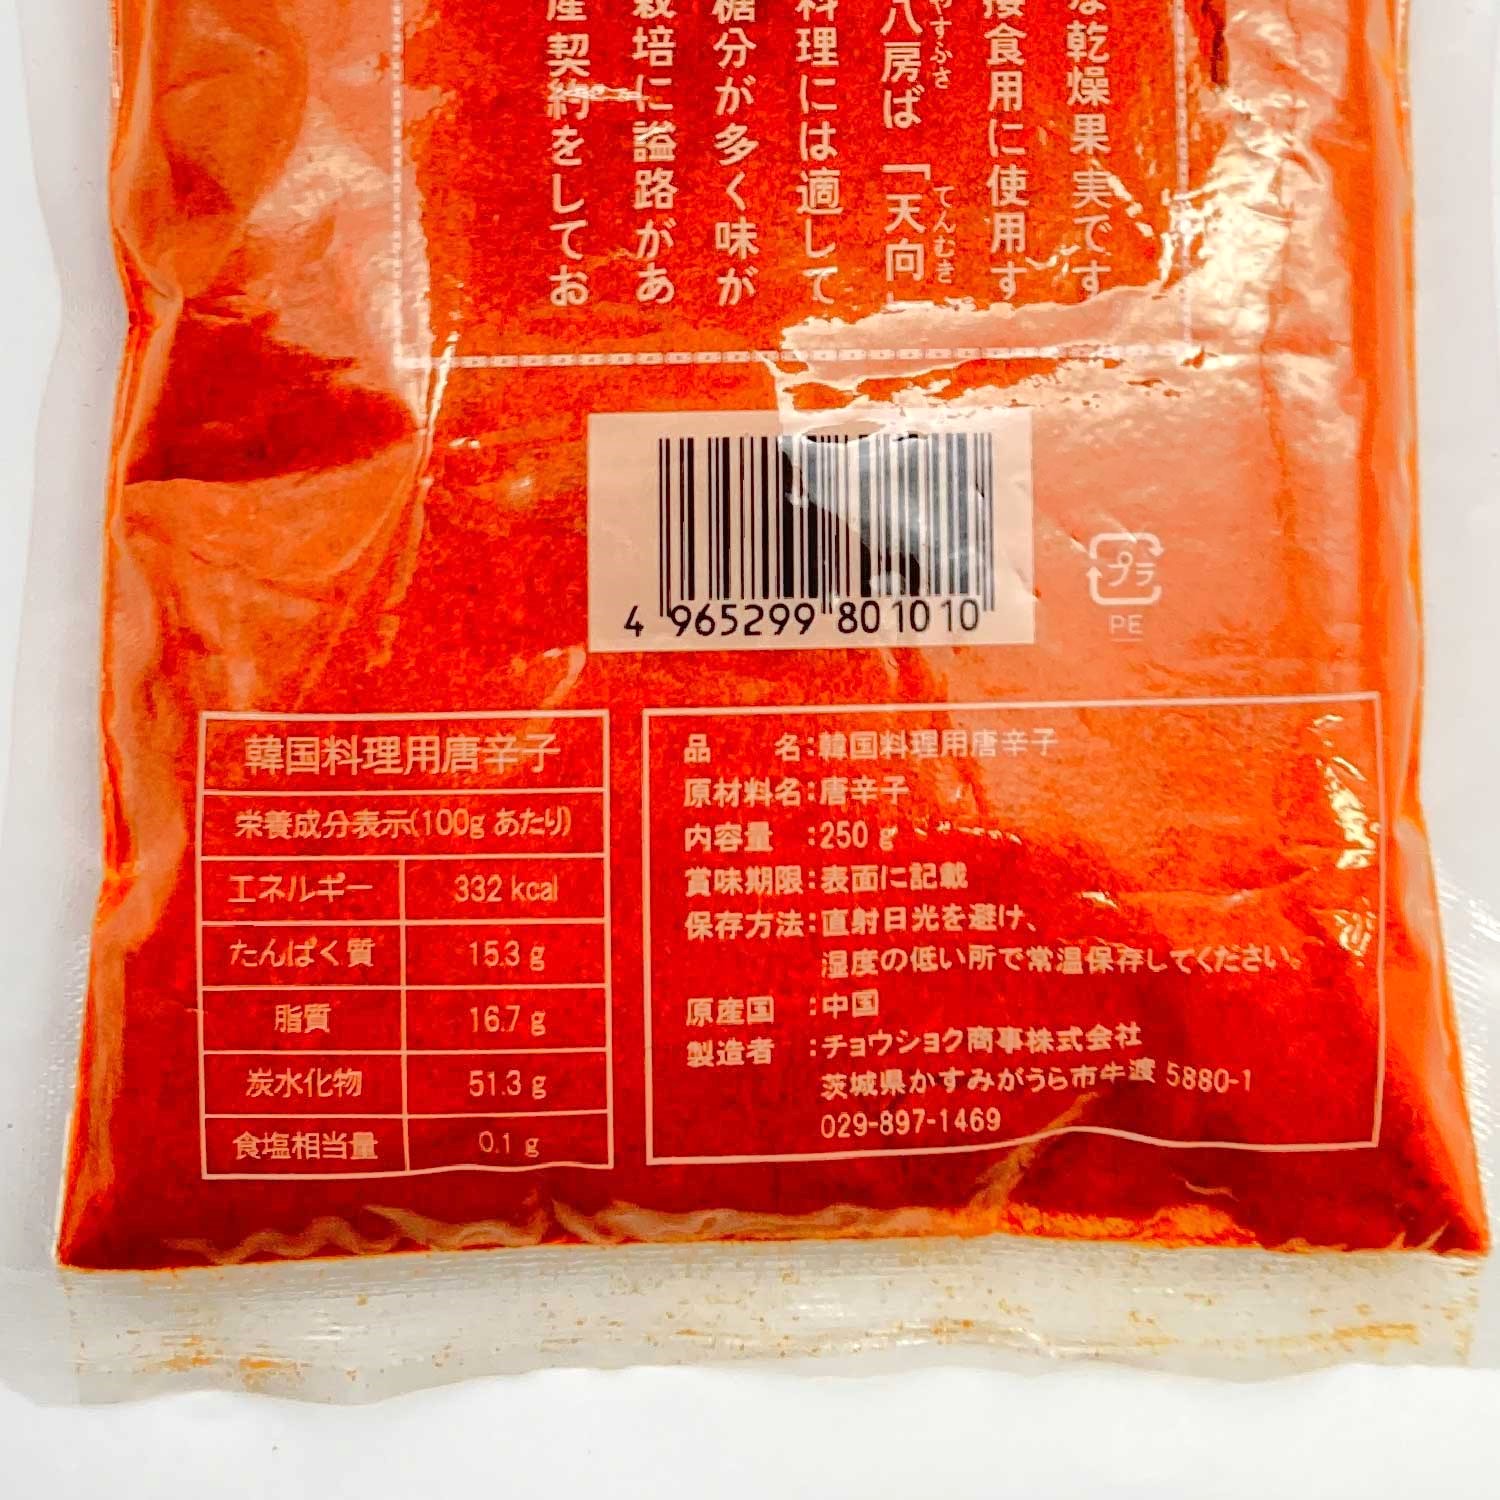 な乾燥果実です
接食用に使用す
八房ば「天向」
やすふさ
てんむき
料理には適して
糖分が多く味が
栽培に謚路があ
産契約をしてお
4 965299 801010
プラ
PE
韓国料理用唐辛子
栄養成分表示(100g あたり)
エネルギー 332 kcal
たんぱく質 15.3 g
脂質 16.7 g
炭水化物 51.3 g
食塩相当量 0.1 g
品 名:韓国料理用唐辛子
原材料名:唐辛子
内容量 :250 g
賞味期限:表面に記載
保存方法:直射日光を避け、
湿度の低い所で常温保存してください。
原産国 :中国
製造者 :チョウショク商事株式会社
茨城県かすみがうら市牛渡 5880-1
029-897-1469